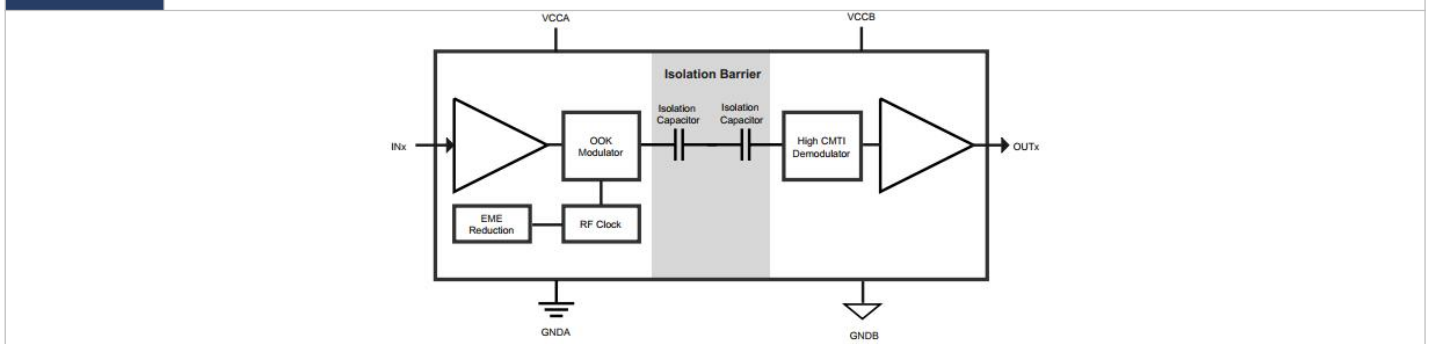 VCCA
VCCB
Isolation Barrier
Isolation
Capacitor
Isolation
Capacitor
INx
OOK
Modulator
High CMTI
Demodulator
OUTx
EME
Reduction
RF Clock
GNDA
GNDB